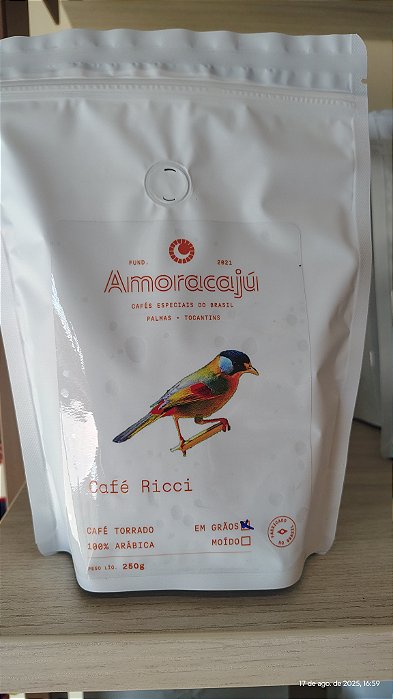 FUND. 2021
Amoracajú
CAFÉS ESPECIAIS DO BRASIL
PALMAS • TOCANTINS
Café Ricci
CAFÉ TORRADO
100% ARÁBICA
EM GRÃOS
MOÍDO
PESO LÍQ. 250g
17 de ago. de 2025, 16:59